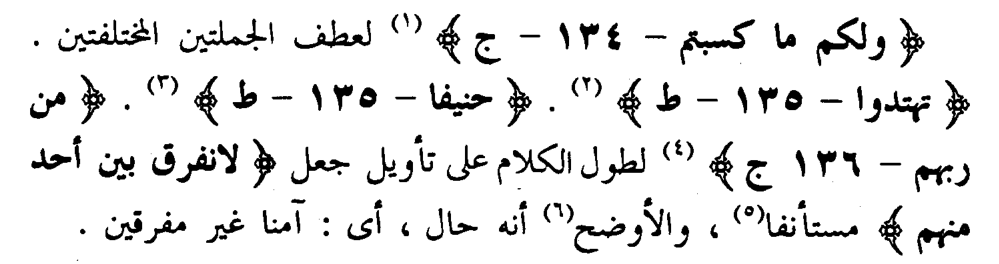 ﴿ ولكم ما كسبتم – ١٣٤ – ج ﴾ (١) لعطف الجملتين المختلفتين .
﴿ تهتدوا – ١٣٥ – ط ﴾ (٢) . ﴿ حنيفا – ١٣٥ – ط ﴾ (٣) . ﴿ من
ربهم – ١٣٦ ج ﴾ (٤) لطول الكلام على تأويل جعل ﴿ لانفرق بين أحد
منهم ﴾ مستأنفا(٥) ، والأوضح(٦) أنه حال ، أى : آمنا غير مفرقين .